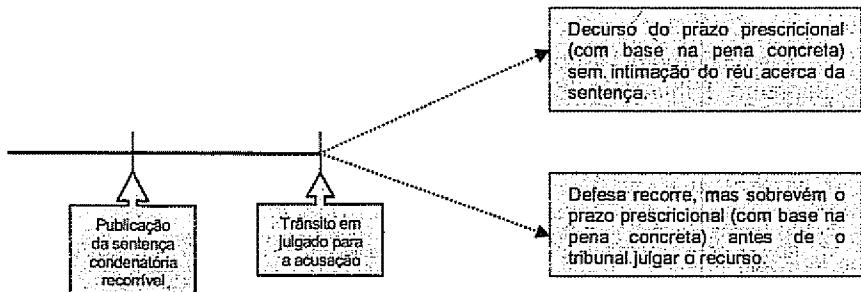 Decurso do prazo prescricional
(com base na pena concreta)
sem intimação do réu acerca da
sentença.
Publicação
da sentença
condenatória
recorrível
Trânsito em
julgado para
a acusação
Defesa recorre, mas sobrevém o
prazo prescricional (com base na
pena concreta) antes de o
tribunal julgar o recurso.